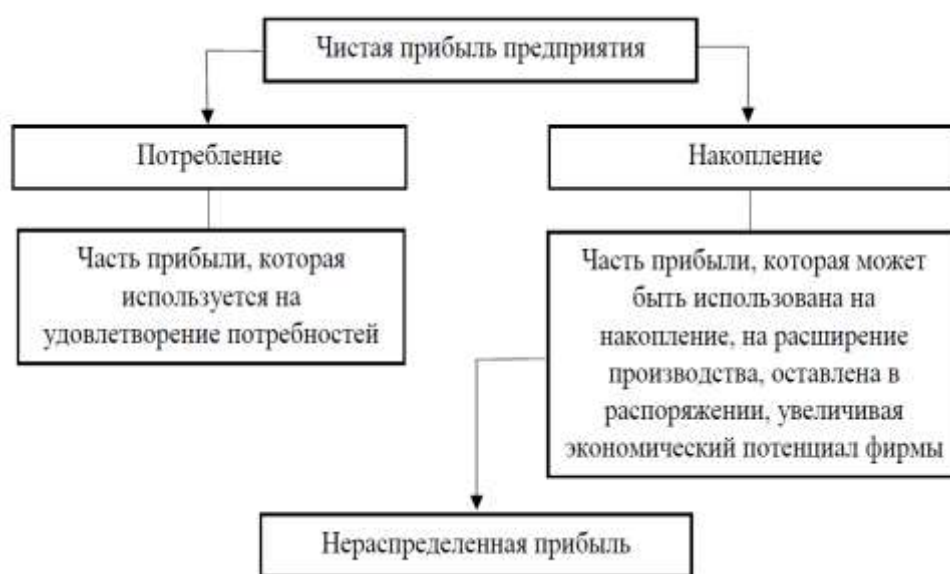 Чистая прибыль предприятия
Потребление
Накопление
Часть прибыли, которая
используется на
удовлетворение потребностей
Часть прибыли, которая может
быть использована на
накопление, на расширение
производства, оставлена в
распоряжении, увеличивая
экономический потенциал фирмы
Нераспределенная прибыль